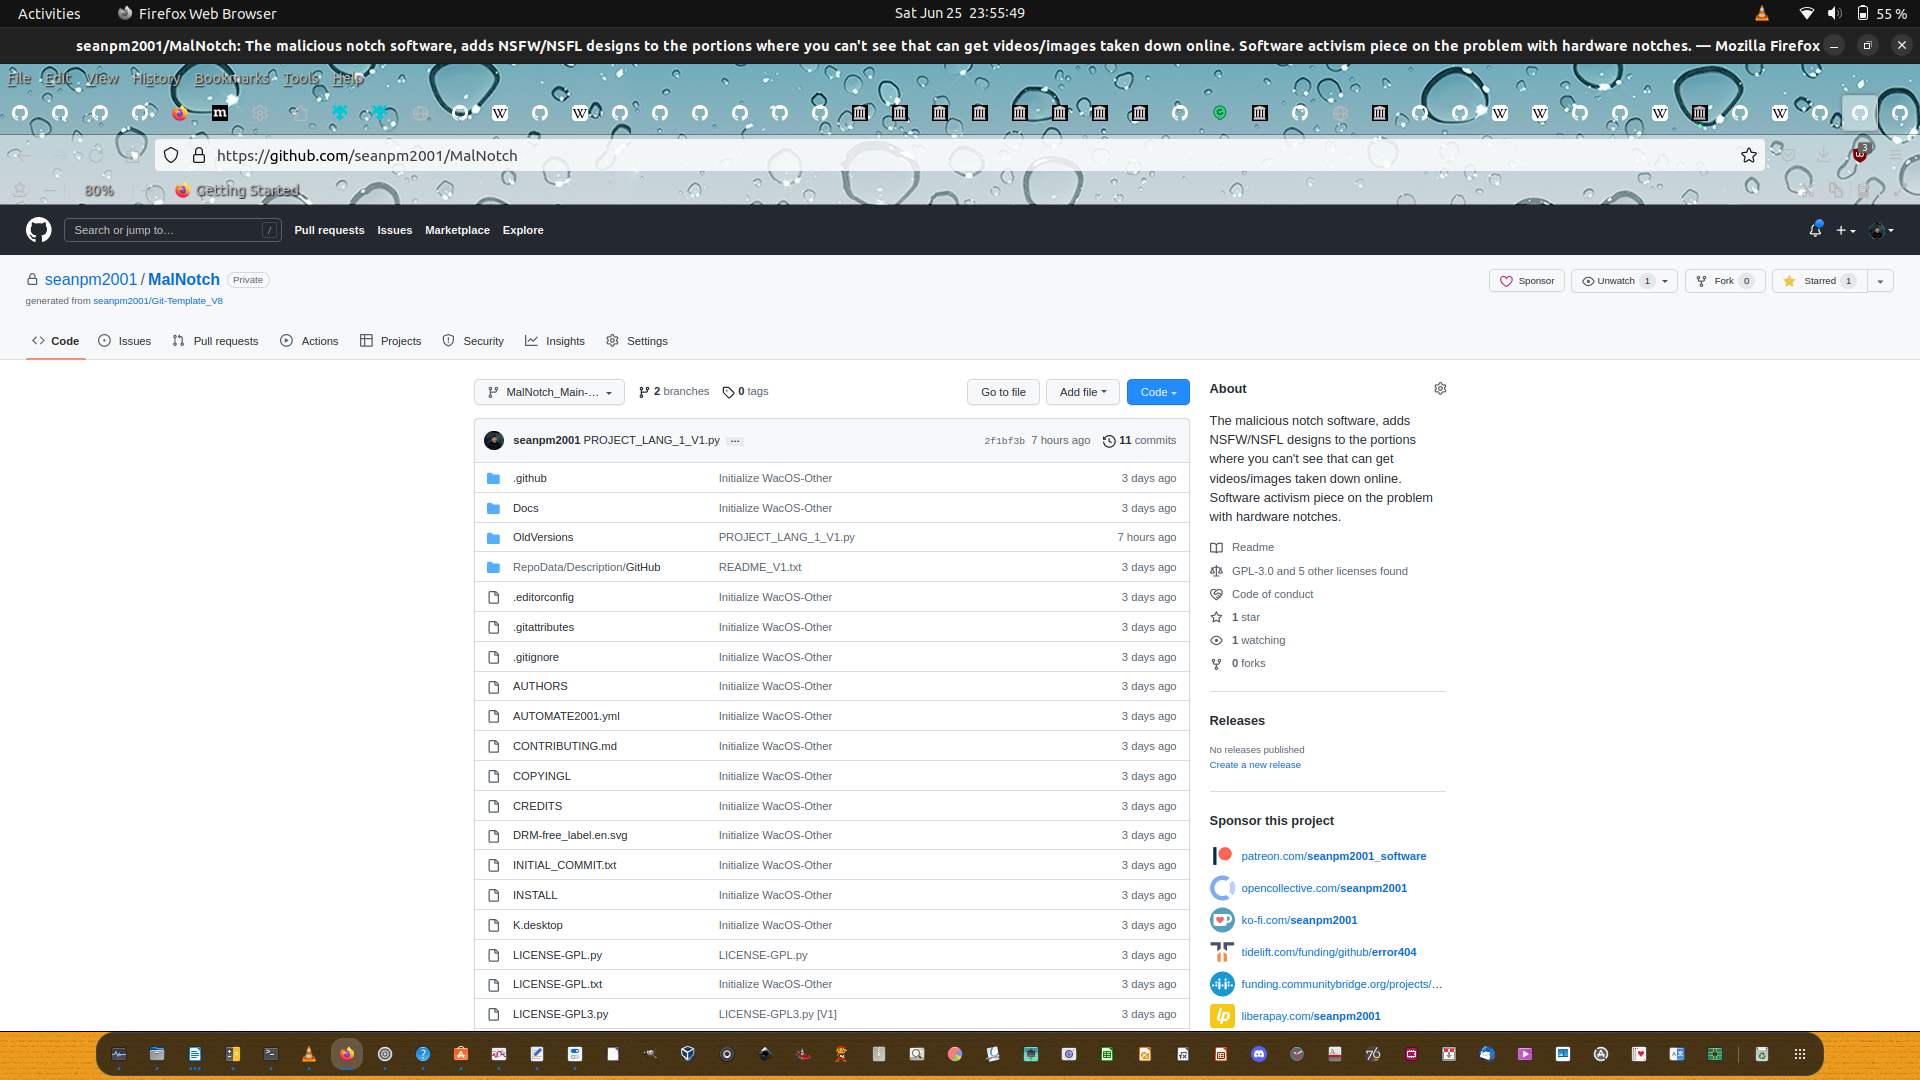 Activities
Firefox Web Browser
Sat Jun 25 23:55:49
55 %
seanpm2001/MalNotch: The malicious notch software, adds NSFW/NSFL designs to the portions where you can't see that can get videos/images taken down online. Software activism piece on the problem with hardware notches. — Mozilla Firefox
File Edit View History Bookmarks Tools Help
https://github.com/seanpm2001/MalNotch
3
80%
Getting Started
Search or jump to…
/
Pull requests
Issues
Marketplace
Explore
seanpm2001 / MalNotch
Private
Sponsor
Unwatch 1
Fork 0
Starred 1
generated from seanpm2001/Git-Template_V8
Code
Issues
Pull requests
Actions
Projects
Security
Insights
Settings
MalNotch_Main-…
2 branches
0 tags
Go to file
Add file
Code
seanpm2001 PROJECT_LANG_1_V1.py ...
2f1bf3b 7 hours ago
11 commits
.github Initialize WacOS-Other 3 days ago
Docs Initialize WacOS-Other 3 days ago
OldVersions PROJECT_LANG_1_V1.py 7 hours ago
RepoData/Description/GitHub README_V1.txt 3 days ago
.editorconfig Initialize WacOS-Other 3 days ago
.gitattributes Initialize WacOS-Other 3 days ago
.gitignore Initialize WacOS-Other 3 days ago
AUTHORS Initialize WacOS-Other 3 days ago
AUTOMATE2001.yml Initialize WacOS-Other 3 days ago
CONTRIBUTING.md Initialize WacOS-Other 3 days ago
COPYINGL Initialize WacOS-Other 3 days ago
CREDITS Initialize WacOS-Other 3 days ago
DRM-free_label.en.svg Initialize WacOS-Other 3 days ago
INITIAL_COMMIT.txt Initialize WacOS-Other 3 days ago
INSTALL Initialize WacOS-Other 3 days ago
K.desktop Initialize WacOS-Other 3 days ago
LICENSE-GPL.py LICENSE-GPL.py 3 days ago
LICENSE-GPL.txt Initialize WacOS-Other 3 days ago
LICENSE-GPL3.py LICENSE-GPL3.py [V1] 3 days ago
About
The malicious notch software, adds
NSFW/NSFL designs to the portions
where you can't see that can get
videos/images taken down online.
Software activism piece on the problem
with hardware notches.
Readme
GPL-3.0 and 5 other licenses found
Code of conduct
1 star
1 watching
0 forks
Releases
No releases published
Create a new release
Sponsor this project
patreon.com/seanpm2001_software
opencollective.com/seanpm2001
ko-fi.com/seanpm2001
tidelift.com/funding/github/error404
funding.communitybridge.org/projects/…
liberapay.com/seanpm2001